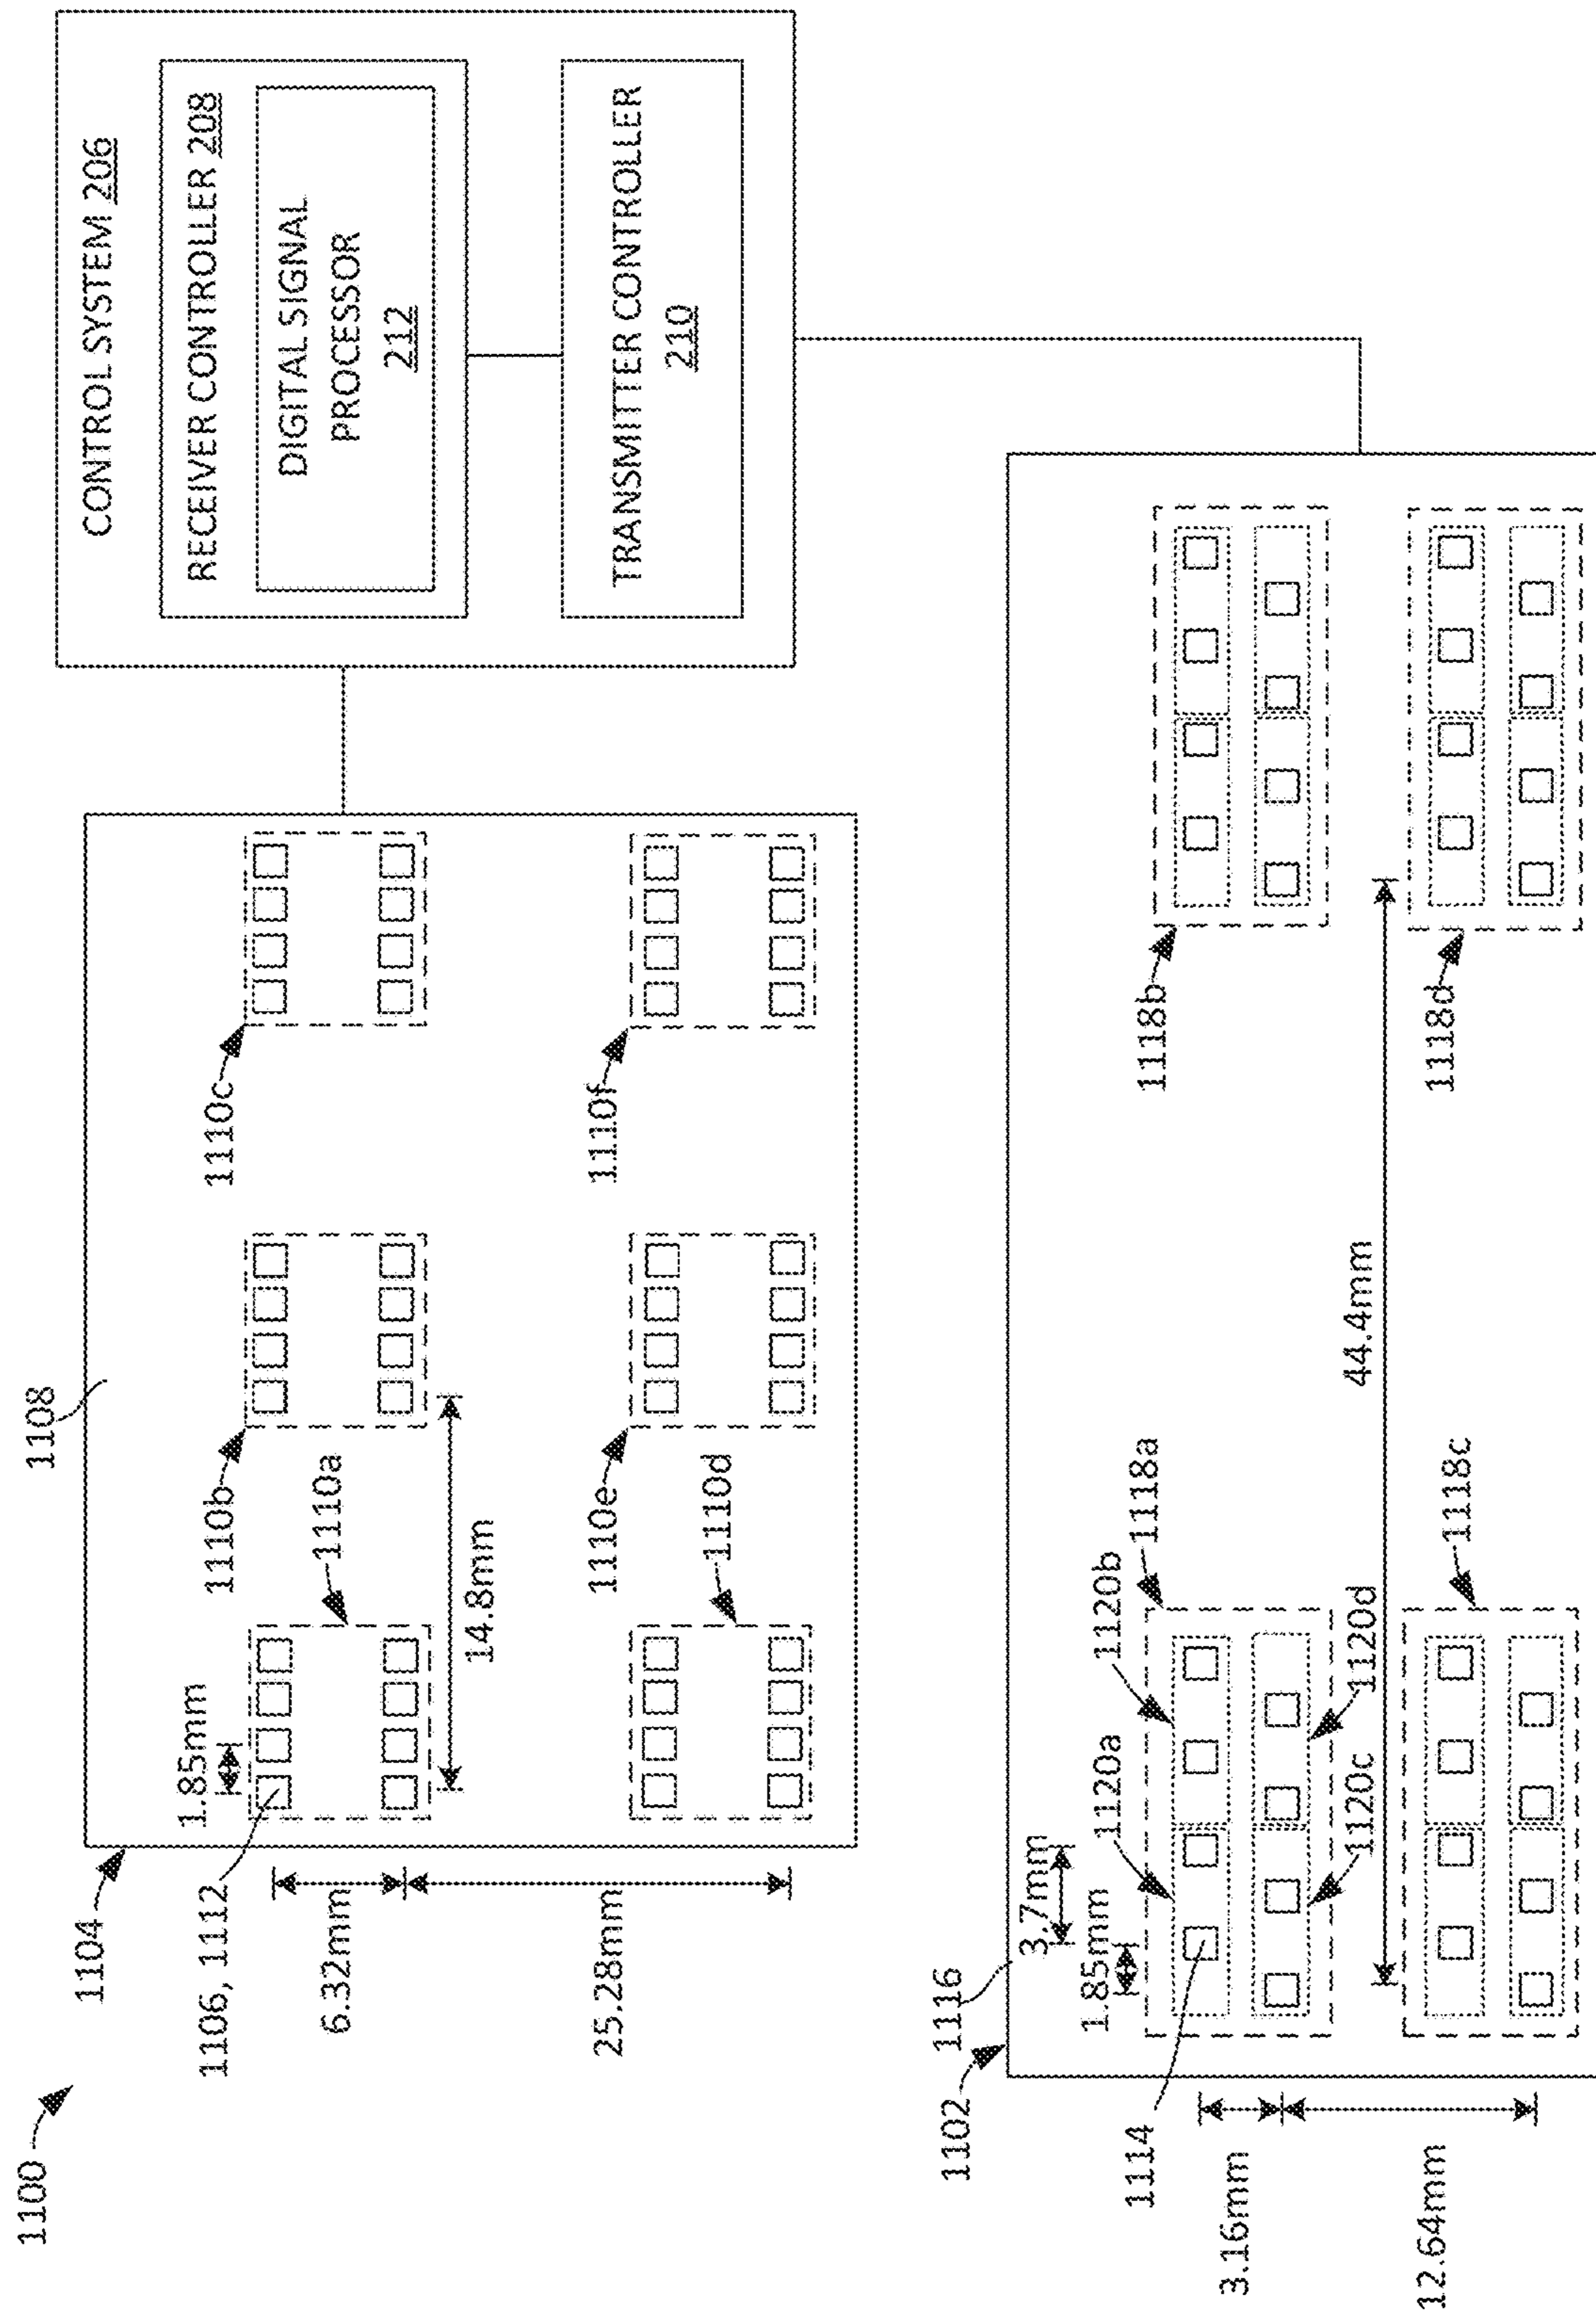 1100
1104
1108
1106, 1112
1.85mm
1110b
1110a
1110c
14.8mm
6.32mm
25.28mm
1110e
1110d
1110f
CONTROL SYSTEM 206
RECEIVER CONTROLLER 208
DIGITAL SIGNAL
PROCESSOR
212
TRANSMITTER CONTROLLER
210
1102
1116
3.7mm
1.85mm
1114
1120a
1120b
1118a
1118b
3.16mm
12.64mm
1120c
1120d
44.4mm
1118c
1118d